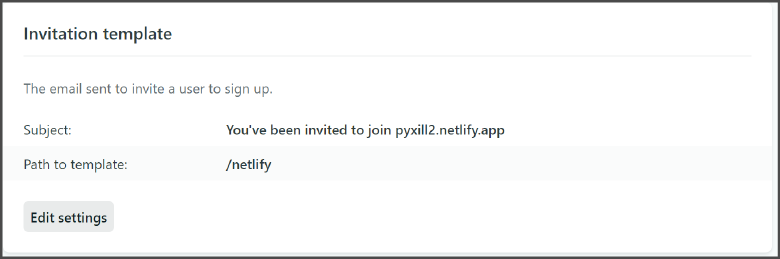 Invitation template
The email sent to invite a user to sign up.
Subject: You've been invited to join pyxill2.netlify.app
Path to template: /netlify
Edit settings